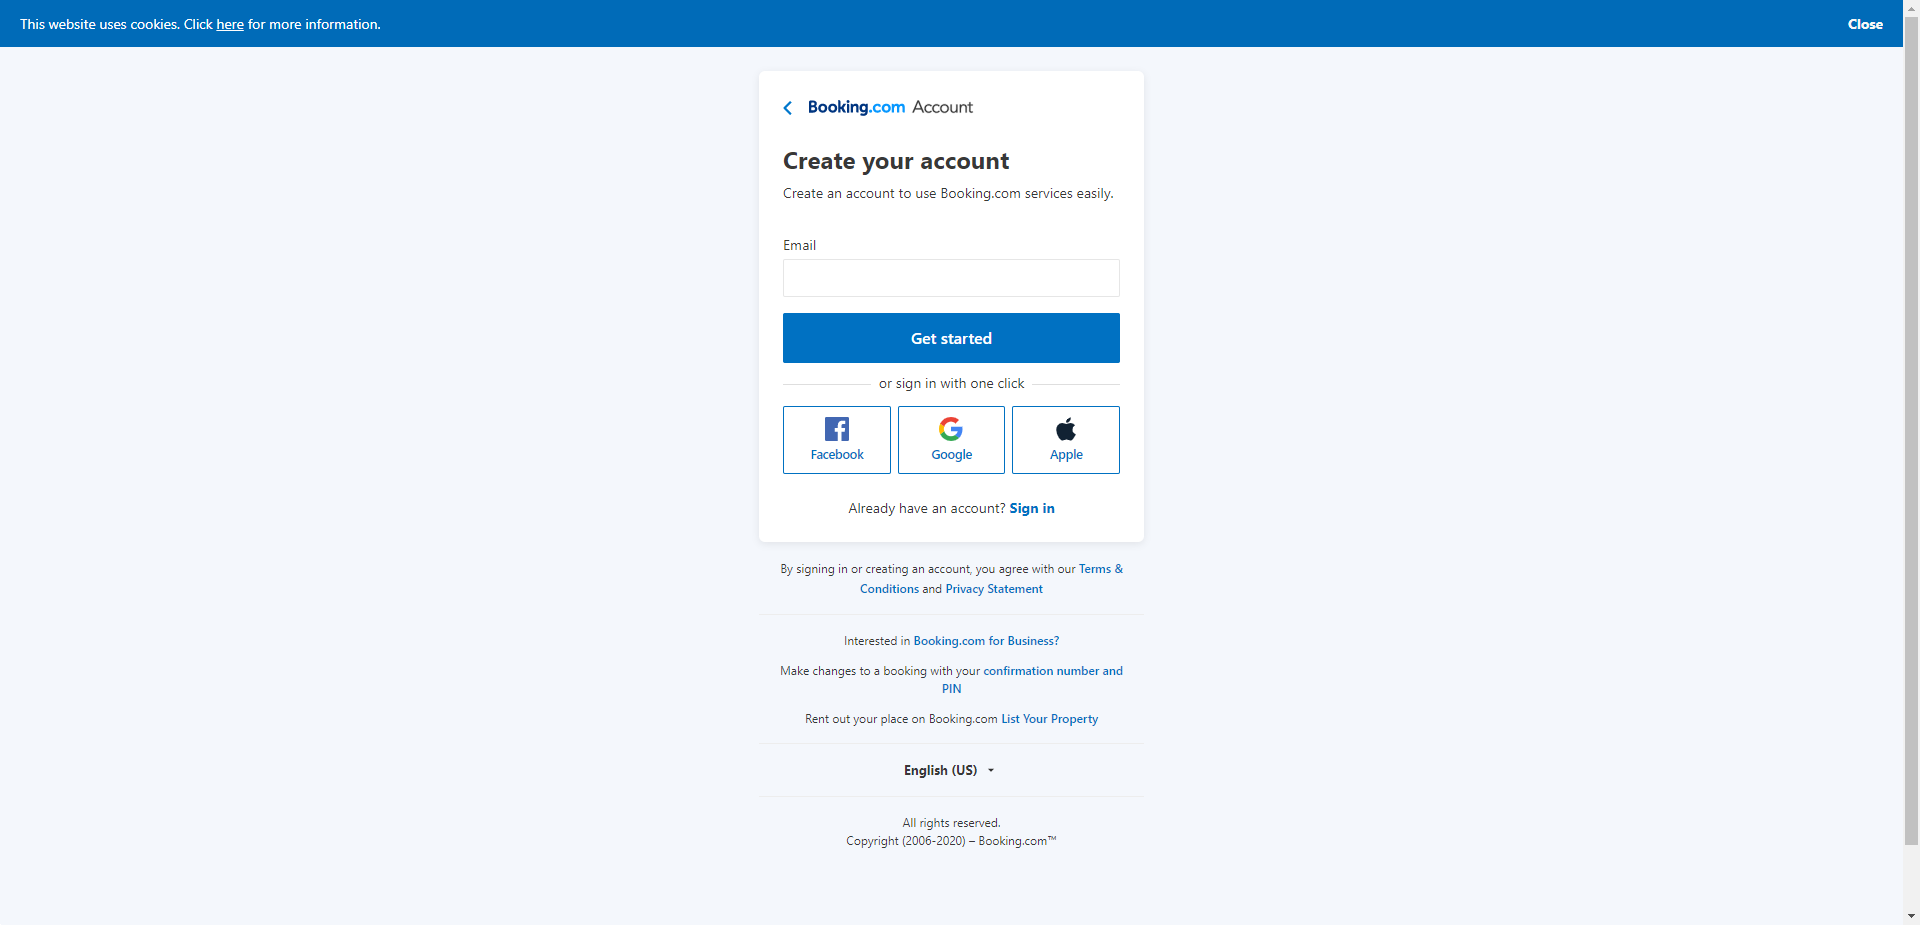 This website uses cookies. Click here for more information.
Close
Booking.com Account
Create your account
Create an account to use Booking.com services easily.
Email
Get started
or sign in with one click
Facebook
Google
Apple
Already have an account? Sign in
By signing in or creating an account, you agree with our Terms &
Conditions and Privacy Statement
Interested in Booking.com for Business?
Make changes to a booking with your confirmation number and
PIN
Rent out your place on Booking.com List Your Property
English (US)
All rights reserved.
Copyright (2006-2020) – Booking.com™